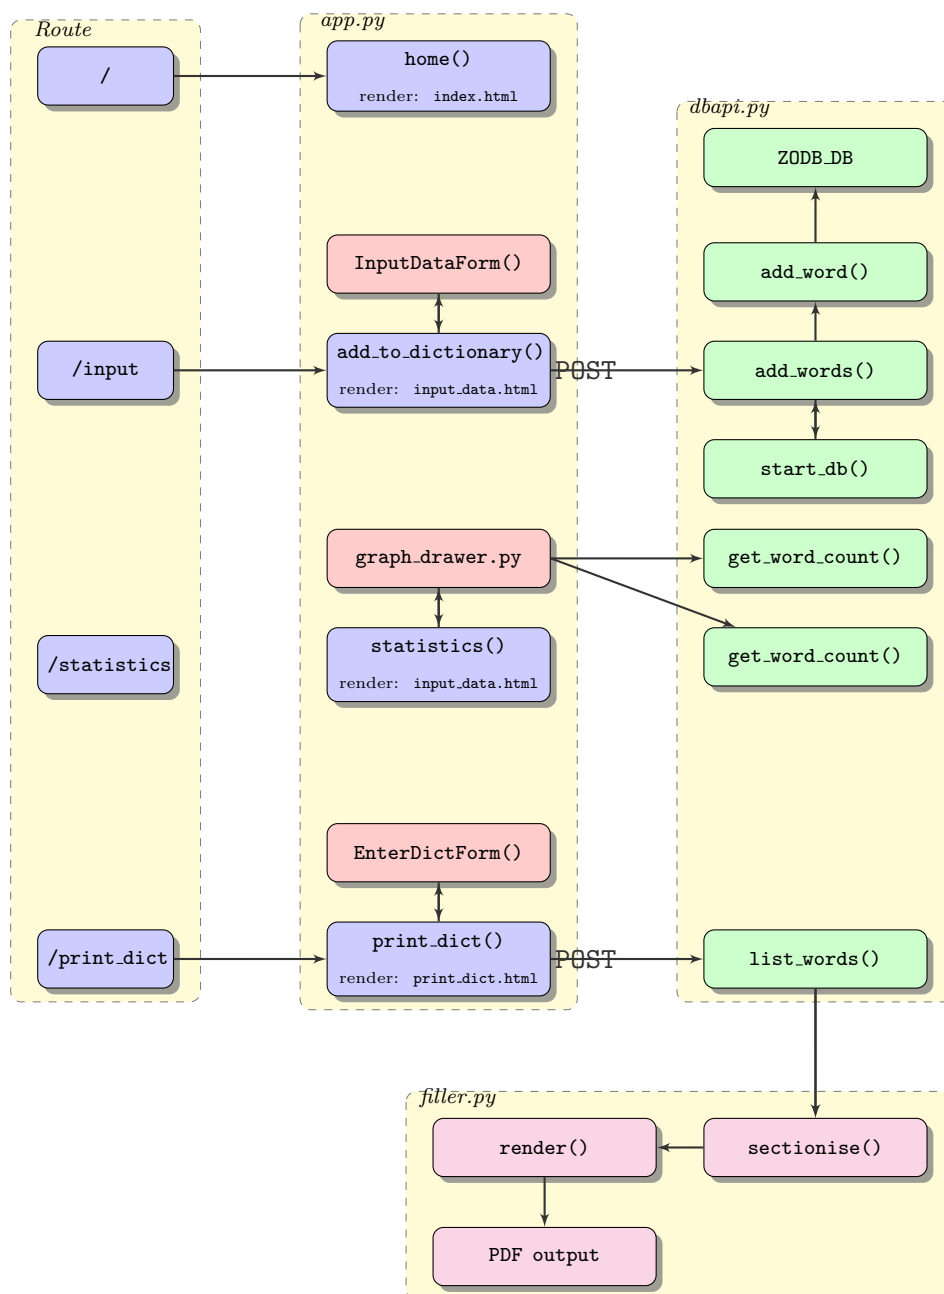 Route
app.py
/
home()
render: index.html
dbapi.py
ZODB_DB
InputDataForm()
add_word()
/input
add_to_dictionary()
render: input_data.html
POST
add_words()
start_db()
graph_drawer.py
get_word_count()
/statistics
statistics()
render: input_data.html
get_word_count()
EnterDictForm()
/print_dict
print_dict()
render: print_dict.html
POST
list_words()
filler.py
render()
sectionise()
PDF output